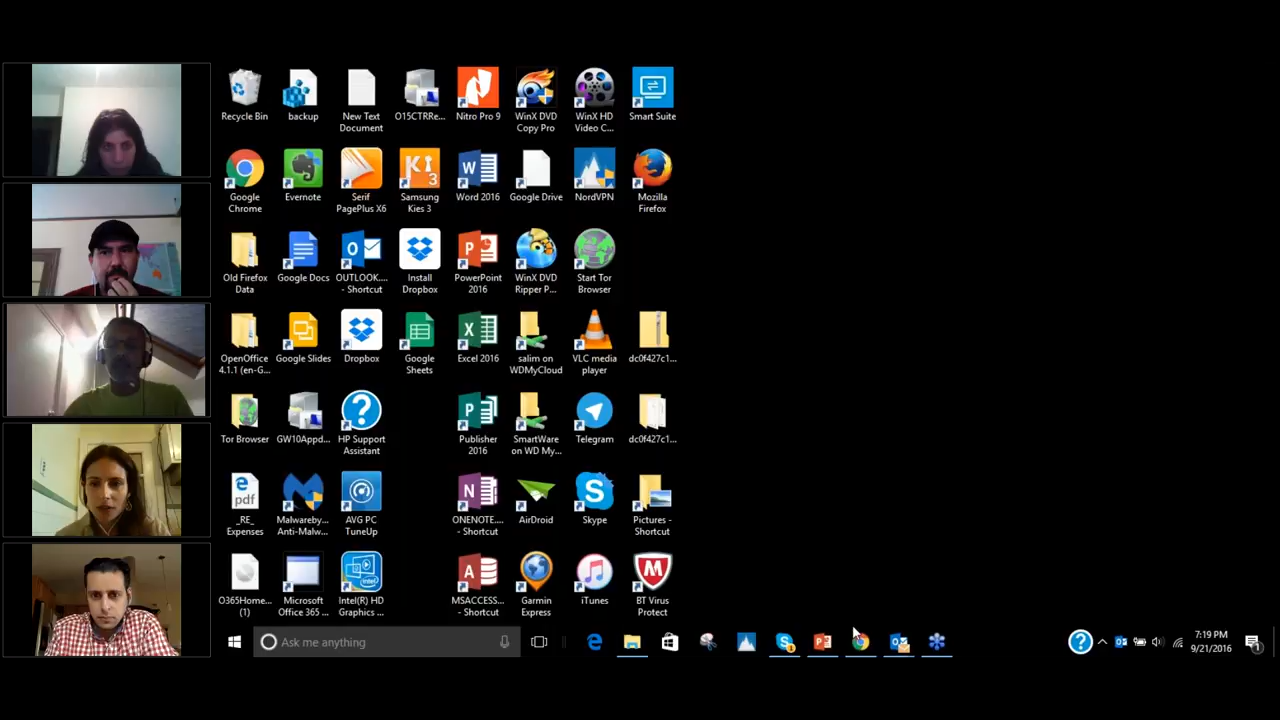 Recycle Bin
backup
New Text
Document
O15CTRRe...
Nitro Pro 9
WinX DVD
Copy Pro
WinX HD
Video C...
Smart Suite
Google
Chrome
Evernote
Serif
PagePlus X6
Samsung
Kies 3
Word 2016
Google Drive
NordVPN
Mozilla
Firefox
Old Firefox
Data
Google Docs
OUTLOOK....
- Shortcut
Install
Dropbox
PowerPoint
2016
WinX DVD
Ripper P...
Start Tor
Browser
OpenOffice
4.1.1 (en-G...
Google Slides
Dropbox
Google
Sheets
Excel 2016
salim on
WDMyCloud
VLC media
player
dc0f427c1...
Tor Browser
GW10Appd...
HP Support
Assistant
Publisher
2016
SmartWare
on WD My...
Telegram
dc0f427c1...
_RE_
Expenses
Malwareby...
Anti-Malw...
AVG PC
TuneUp
ONENOTE....
- Shortcut
AirDroid
Skype
Pictures -
Shortcut
O365Home...
(1)
Microsoft
Office 365 ...
Intel(R) HD
Graphics ...
MSACCESS...
- Shortcut
Garmin
Express
iTunes
BT Virus
Protect
Ask me anything
7:19 PM
9/21/2016